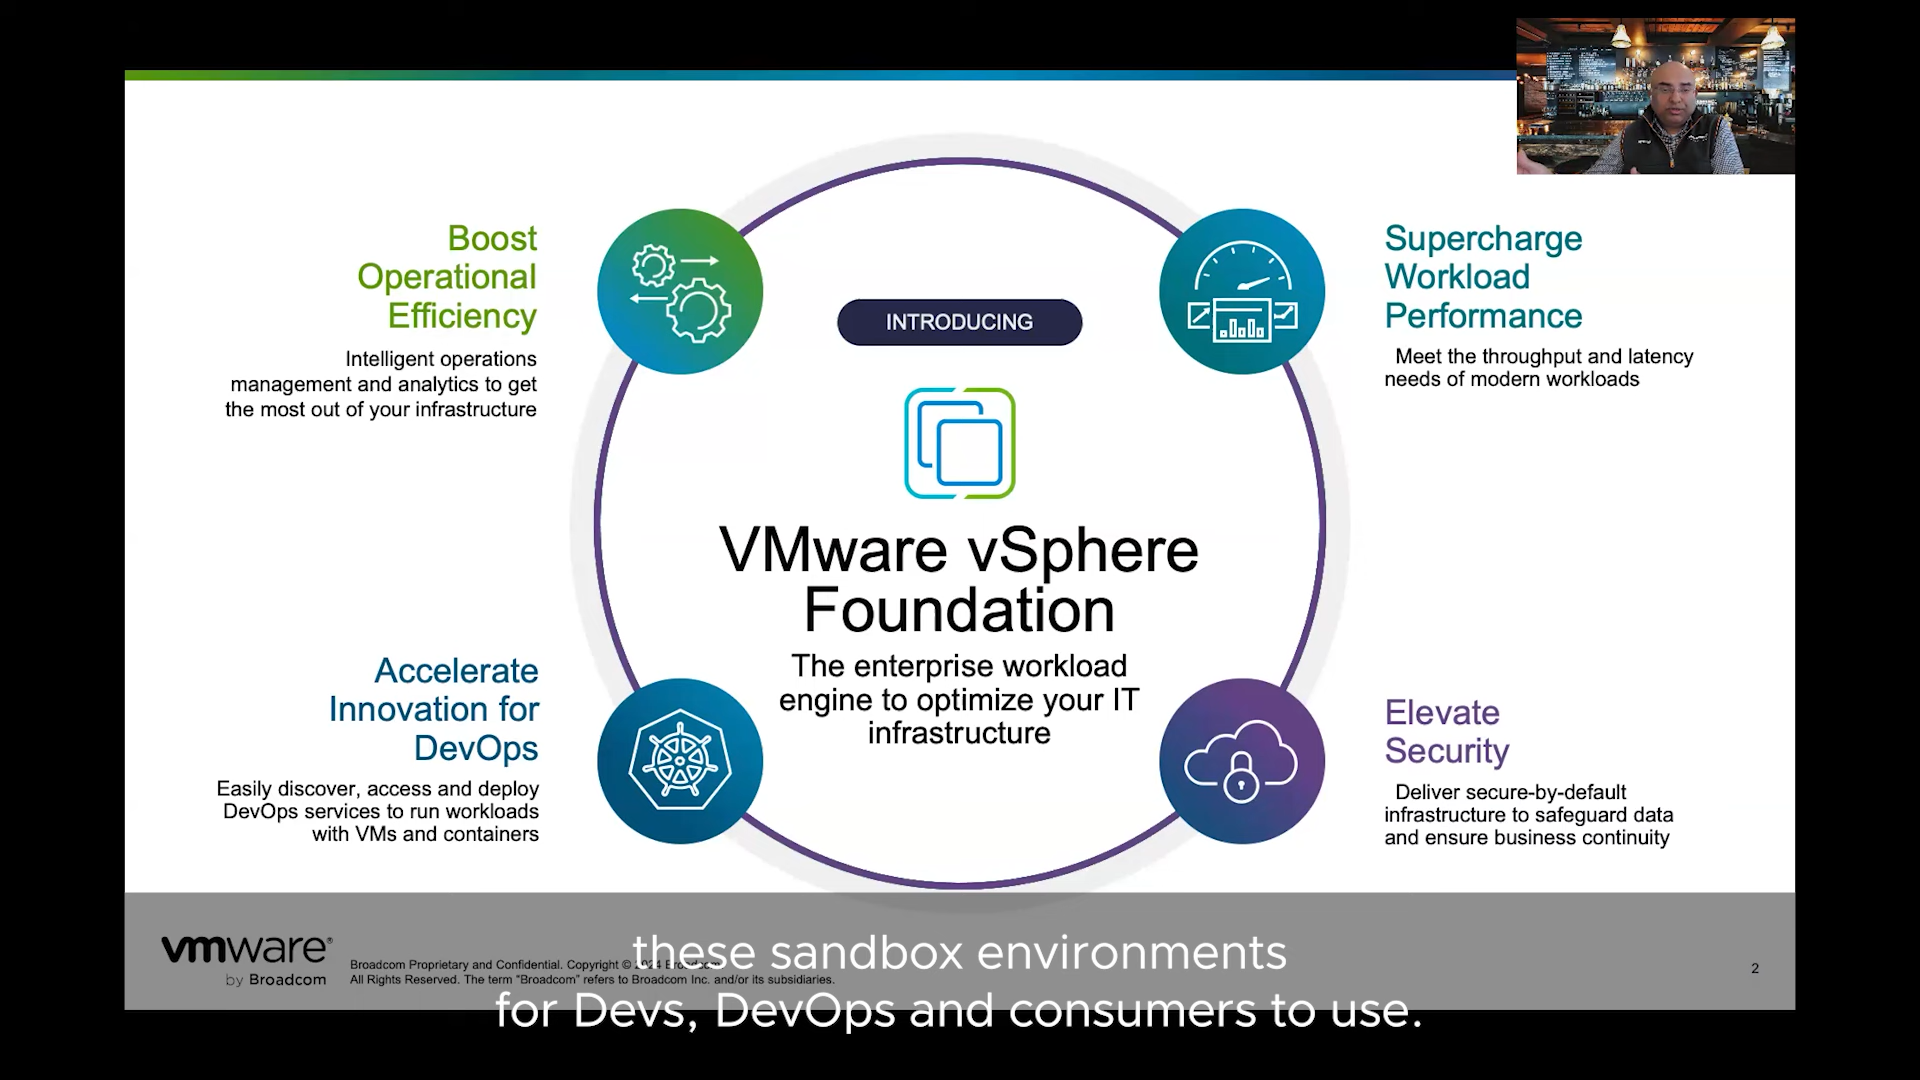 Boost
Operational
Efficiency
Intelligent operations
management and analytics to get
the most out of your infrastructure
INTRODUCING
Supercharge
Workload
Performance
Meet the throughput and latency
needs of modern workloads
VMware vSphere
Foundation
The enterprise workload
engine to optimize your IT
infrastructure
Accelerate
Innovation for
DevOps
Easily discover, access and deploy
DevOps services to run workloads
with VMs and containers
Elevate
Security
Deliver secure-by-default
infrastructure to safeguard data
and ensure business continuity
vmware®
by Broadcom
Broadcom Proprietary and Confidential. Copyright © 2024 Broadcom.
All Rights Reserved. The term “Broadcom” refers to Broadcom Inc. and/or its subsidiaries.
2
these sandbox environments
for Devs, DevOps and consumers to use.